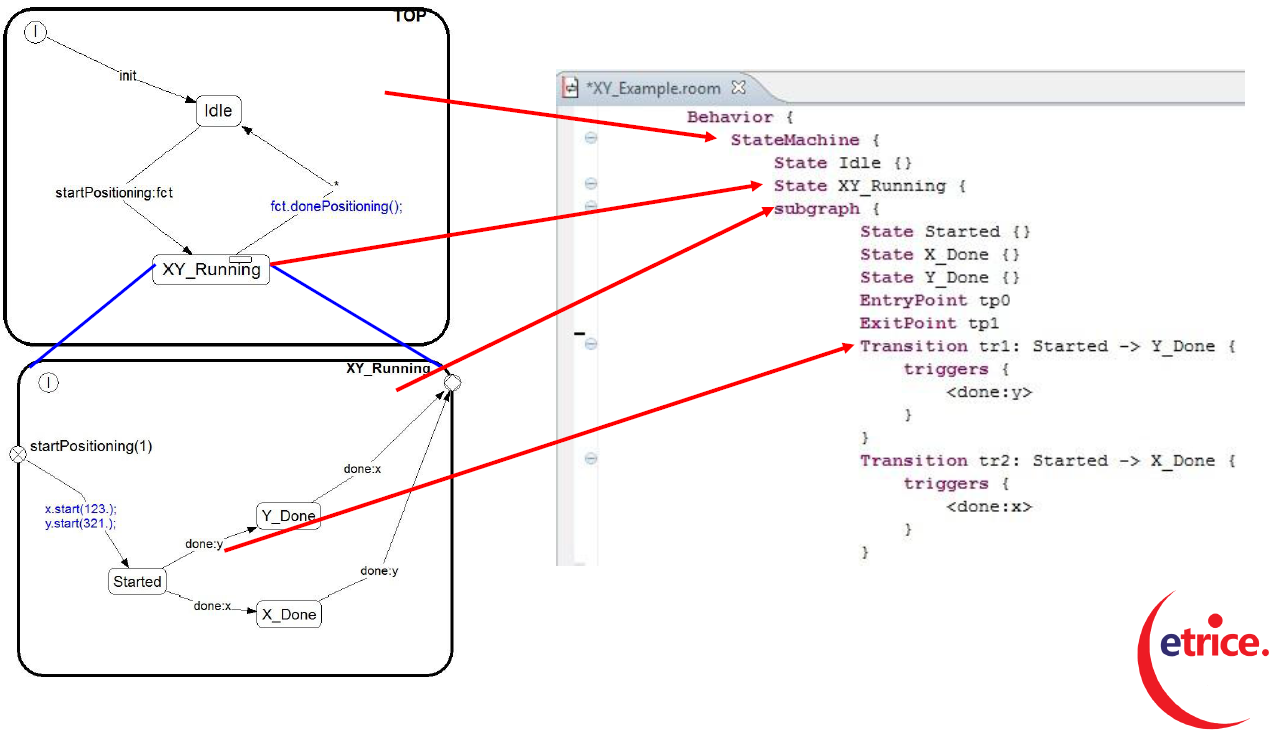 TOP
I
init
Idle
startPositioning:fct
*
fct.donePositioning();
XY_Running
XY_Running
I
startPositioning(1)
x.start(123.);
y.start(321.);
done:x
Y_Done
done:y
Started
done:y
done:x
X_Done
*XY_Example.room
Behavior {
StateMachine {
State Idle {}
State XY_Running {
subgraph {
State Started {}
State X_Done {}
State Y_Done {}
EntryPoint tp0
ExitPoint tp1
Transition tr1: Started -> Y_Done {
triggers {
<done:y>
}
}
Transition tr2: Started -> X_Done {
triggers {
<done:x>
}
}
etrice.